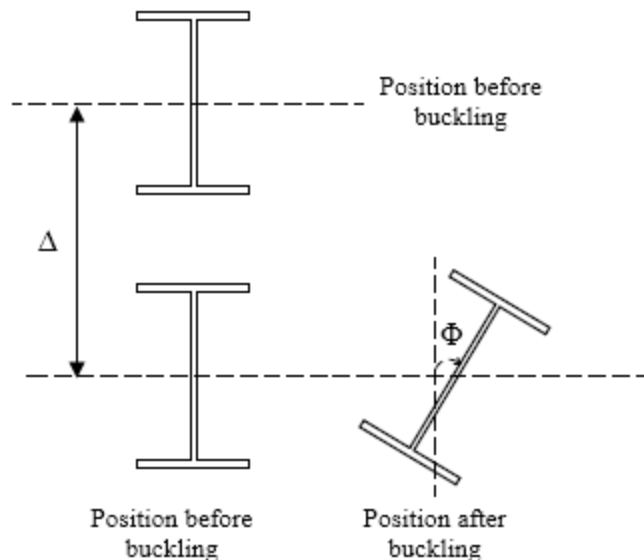 Position before
buckling
Δ
Φ
Position before
buckling
Position after
buckling